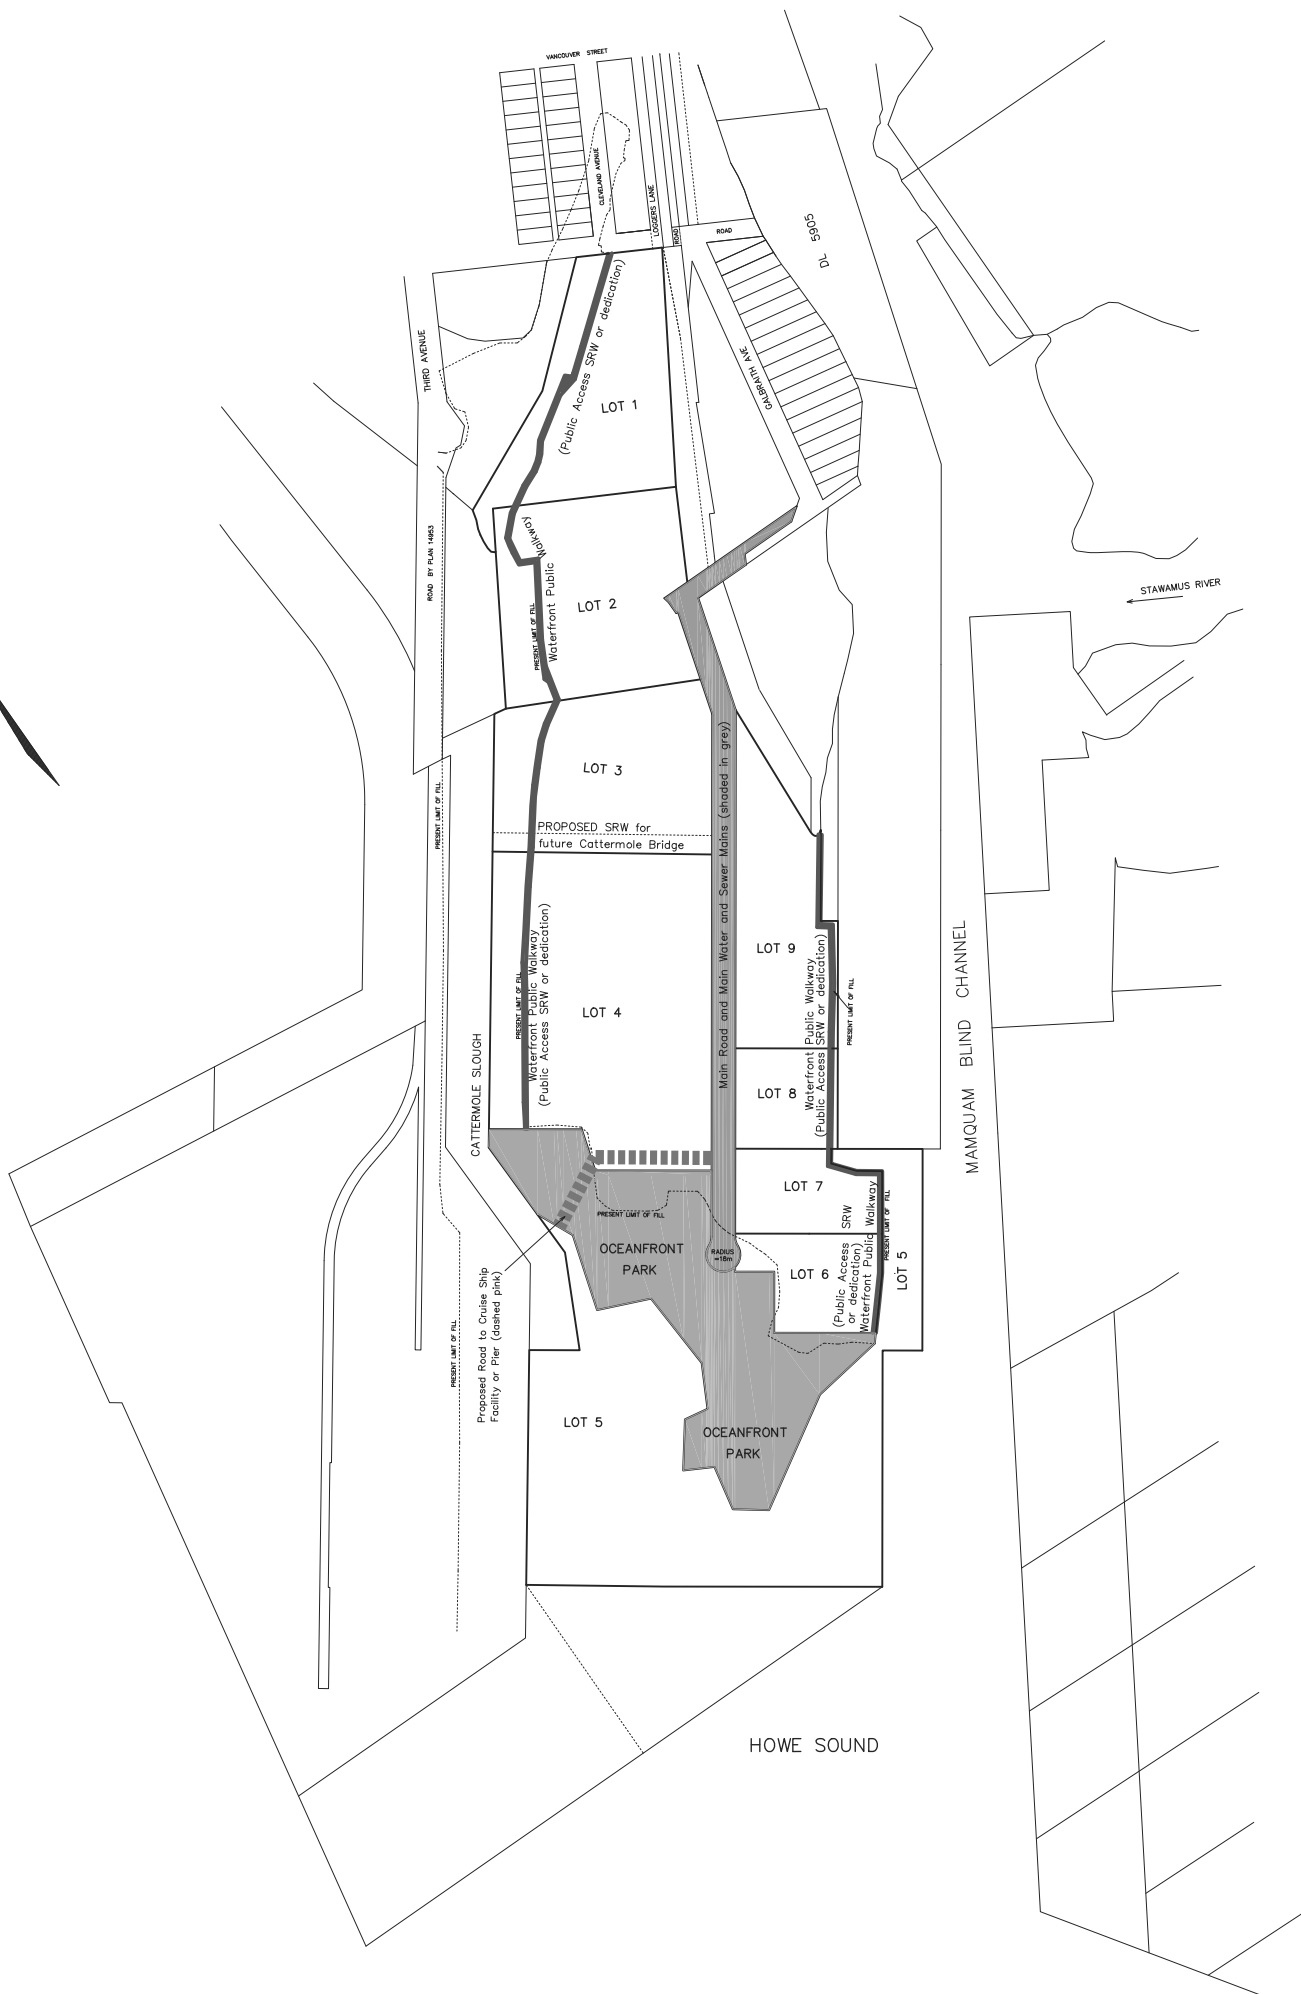 VANCOUVER STREET
CLEVELAND AVENUE
LOGGERS LANE
ROAD
ROAD
DL 5905
THIRD AVENUE
GALBRAITH AVE
(Public Access SRW or dedication)
LOT 1
Waterfront Public Walkway
ROAD BY PLAN 14953
PRESENT LIMIT OF FILL
LOT 2
STAWAMUS RIVER
LOT 3
PRESENT LIMIT OF FILL
PROPOSED SRW for
future Cattermole Bridge
Main Road and Main Water and Sewer Mains (shaded in grey)
LOT 9
LOT 4
PRESENT LIMIT OF FILL
Waterfront Public Walkway
(Public Access SRW or dedication)
Waterfront Public Walkway
(Public Access SRW or dedication)
PRESENT LIMIT OF FILL
MAMQUAM BLIND CHANNEL
CATTERMOLE SLOUGH
LOT 8
LOT 7
PRESENT LIMIT OF FILL
OCEANFRONT
PARK
RADIUS
=18m
LOT 6
(Public Access SRW
or dedication)
Waterfront Public Walkway
PRESENT LIMIT OF FILL
LOT 5
Proposed Road to Cruise Ship
Facility or Pier (dashed pink)
PRESENT LIMIT OF FILL
LOT 5
OCEANFRONT
PARK
HOWE SOUND